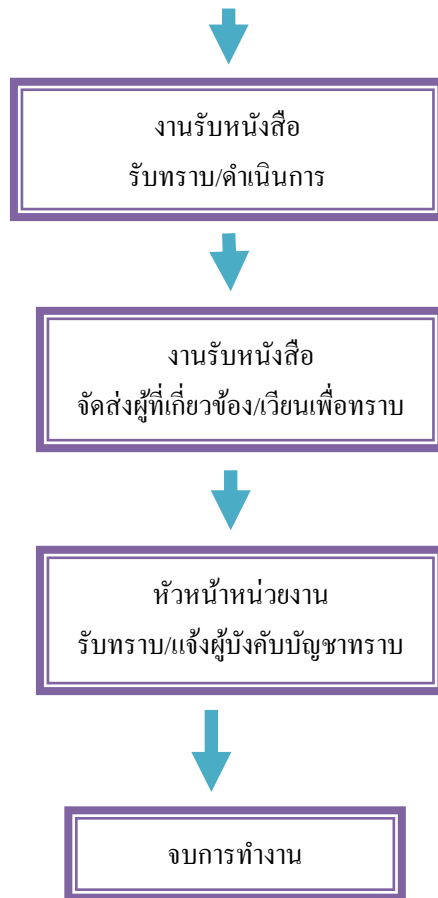 งานรับหนังสือ
รับทราบ/ดำเนินการ
งานรับหนังสือ
จัดส่งผู้ที่เกี่ยวข้อง/เวียนเพื่อทราบ
หัวหน้าหน่วยงาน
รับทราบ/แจ้งผู้บังคับบัญชาทราบ
จบการทำงาน